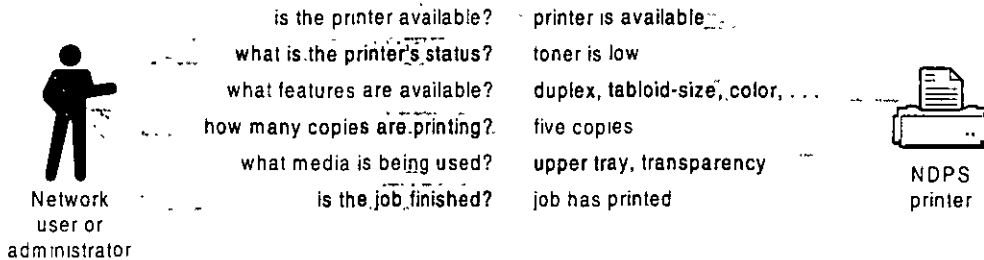 is the printer available? printer is available
what is the printer's status? toner is low
what features are available? duplex, tabloid-size, color, . . .
how many copies are printing? five copies
what media is being used? upper tray, transparency
is the job finished? job has printed
Network
user or
administrator
NDPS
printer